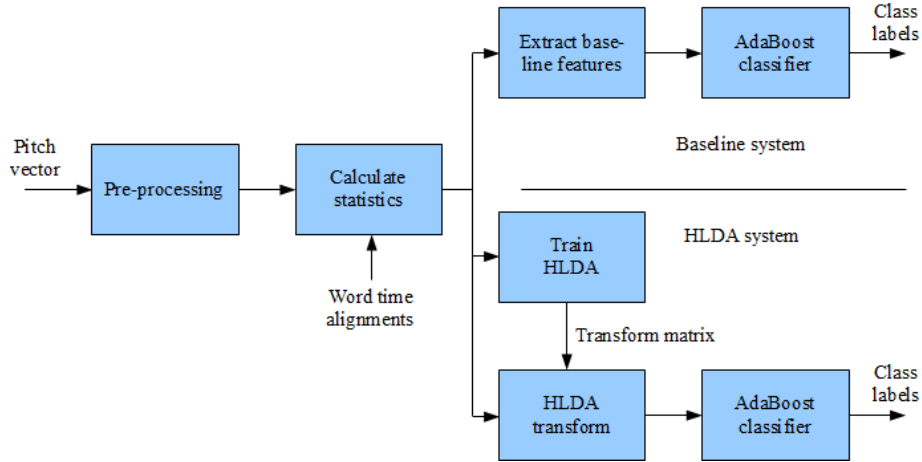 Extract base-
line features
AdaBoost
classifier
Class
labels
Pitch
vector
Pre-processing
Calculate
statistics
Baseline system
Word time
alignments
HLDA system
Train
HLDA
Transform matrix
HLDA
transform
AdaBoost
classifier
Class
labels